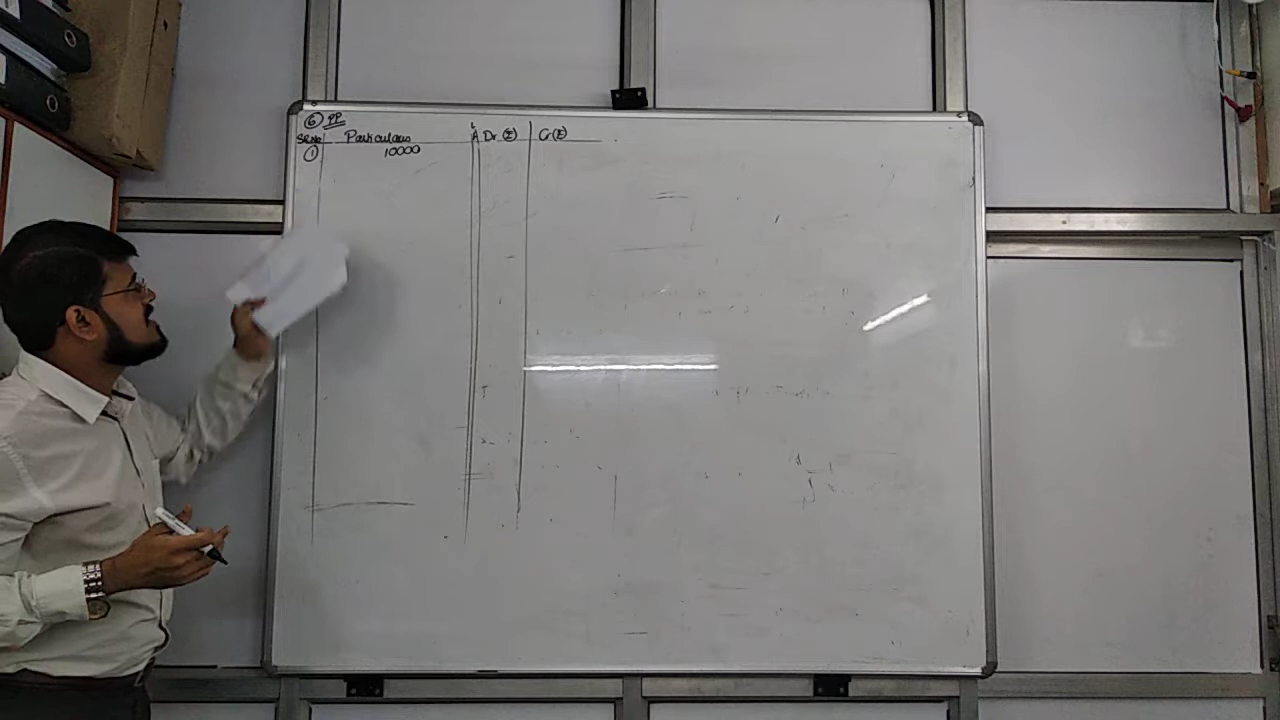 ⑥ PP
Sr.no Particulars Dr (₹) Cr (₹)
① 10000